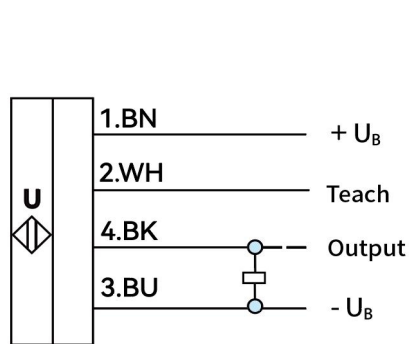 1.BN
+ UB
2.WH
Teach
U
4.BK
Output
3.BU
- UB